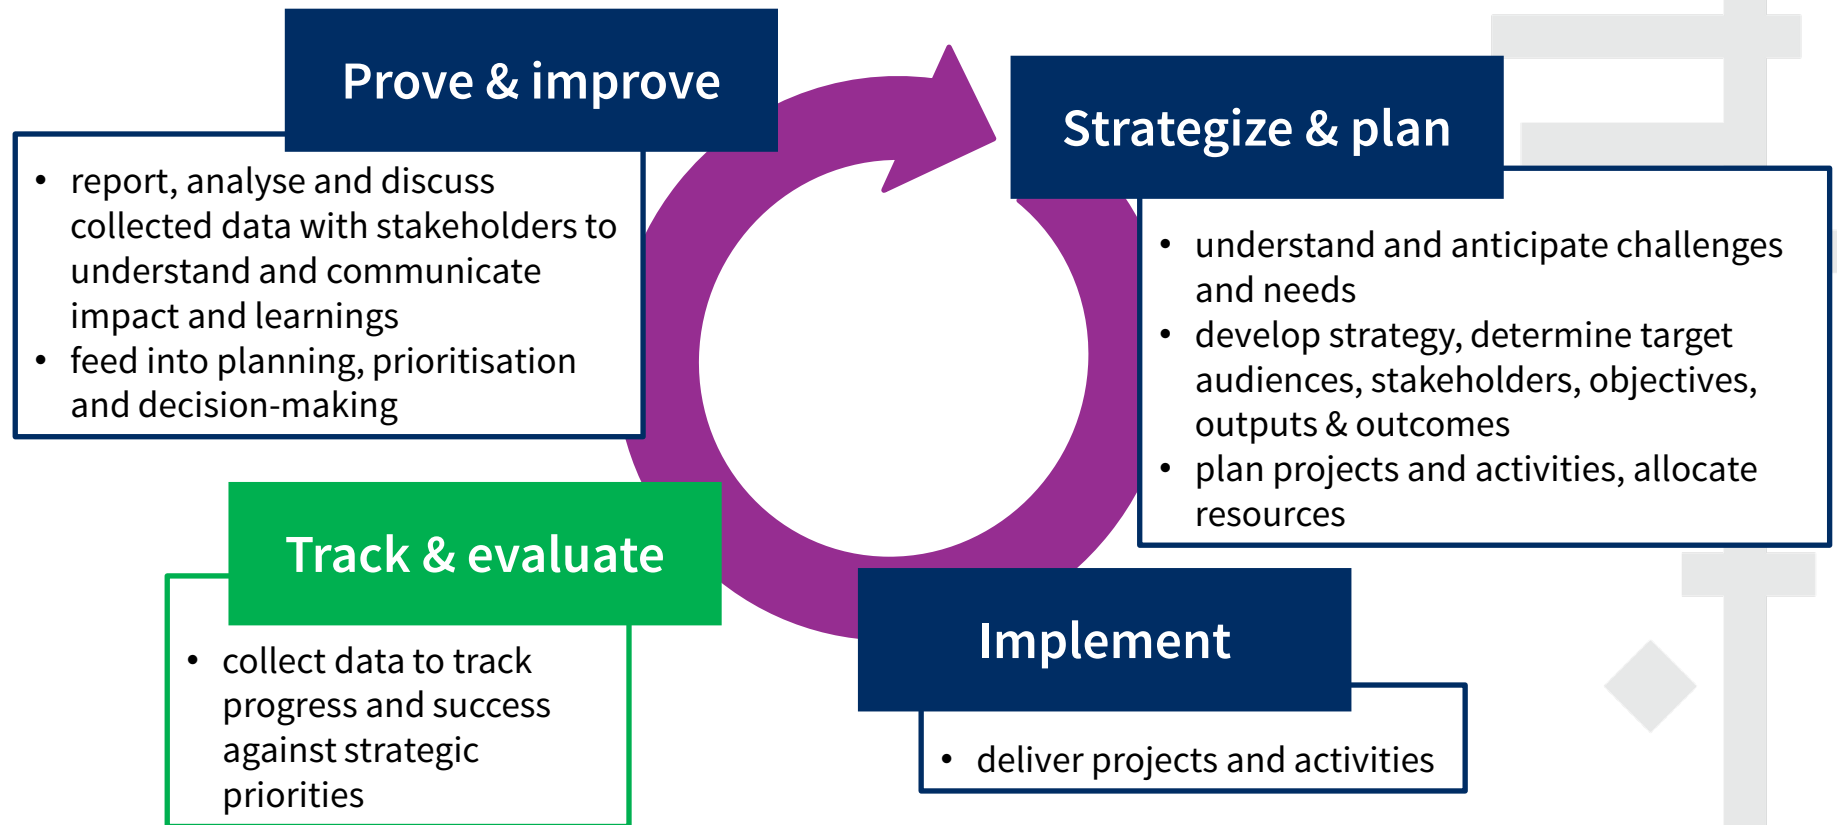 Prove & improve
• report, analyse and discuss
collected data with stakeholders to
understand and communicate
impact and learnings
• feed into planning, prioritisation
and decision-making
Strategize & plan
• understand and anticipate challenges
and needs
• develop strategy, determine target
audiences, stakeholders, objectives,
outputs & outcomes
• plan projects and activities, allocate
resources
Track & evaluate
• collect data to track
progress and success
against strategic
priorities
Implement
• deliver projects and activities